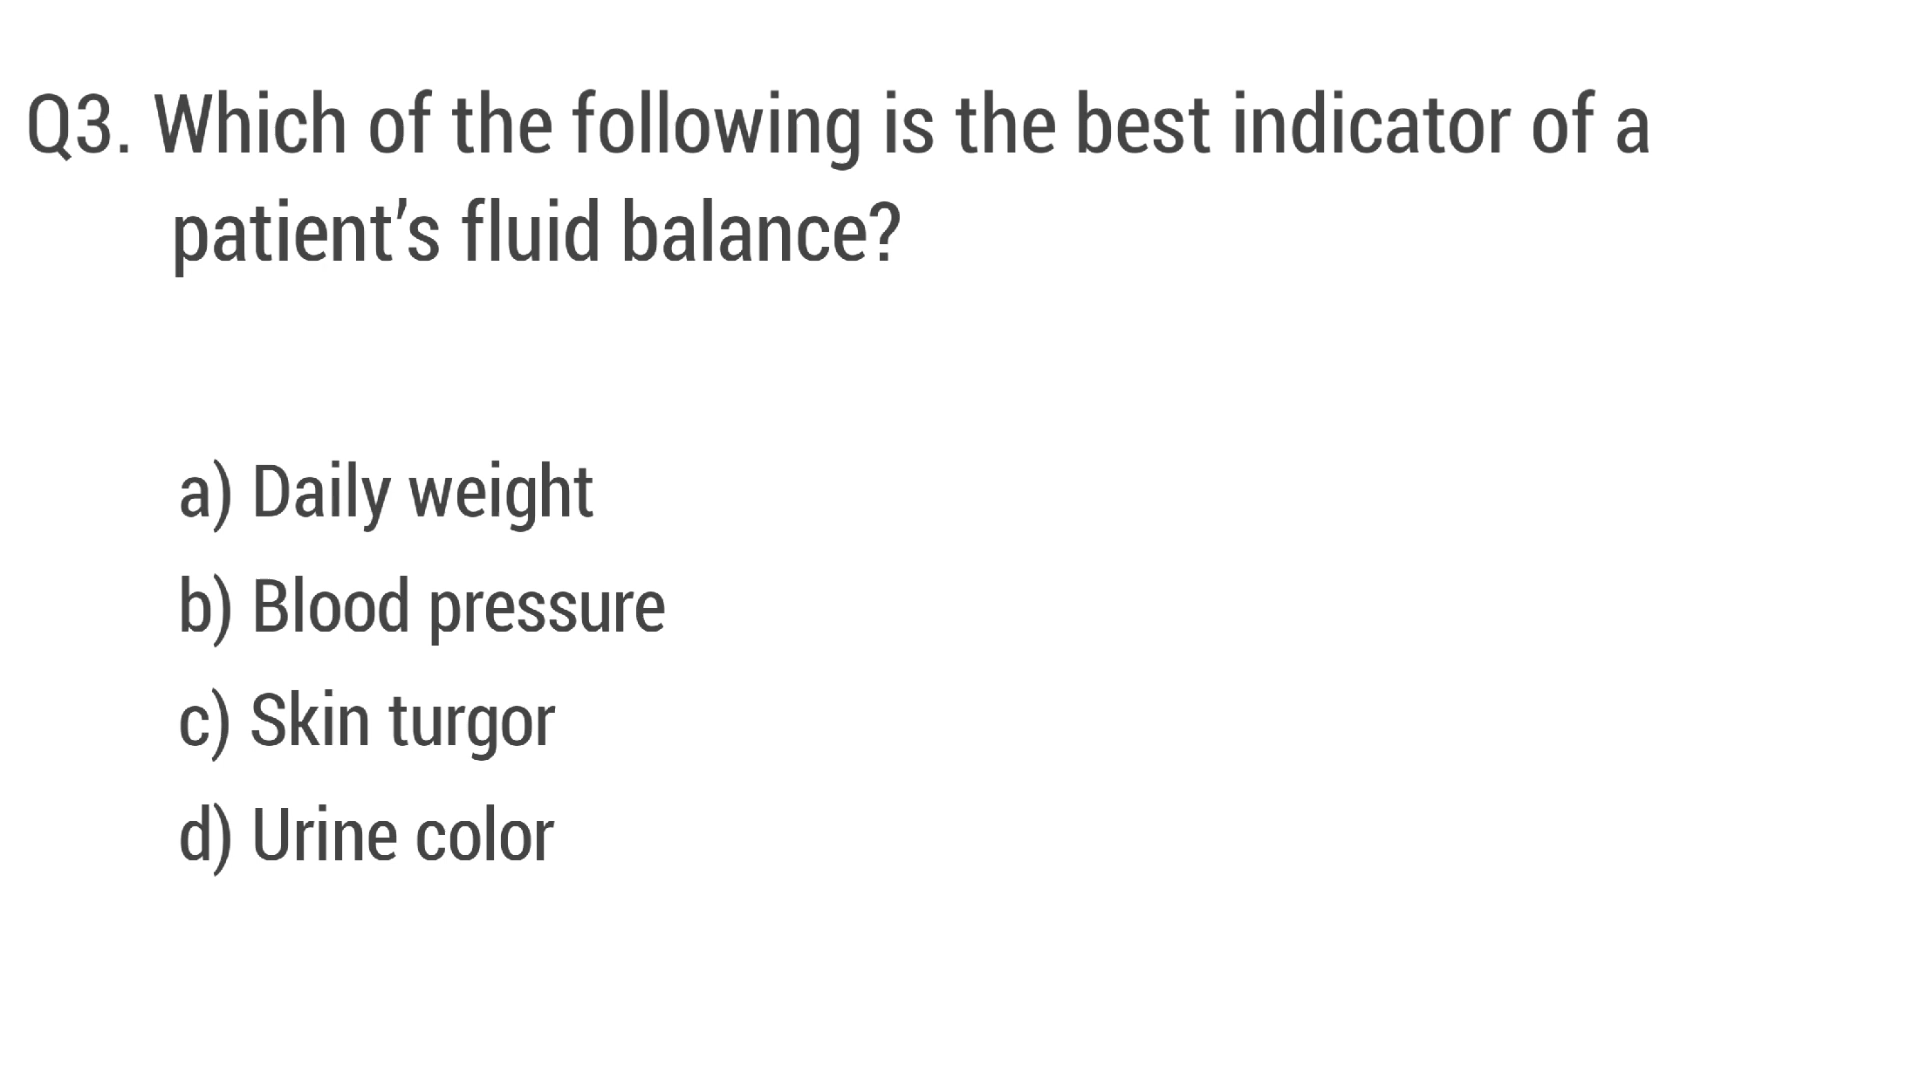 Q3. Which of the following is the best indicator of a
patient’s fluid balance?
a) Daily weight
b) Blood pressure
c) Skin turgor
d) Urine color